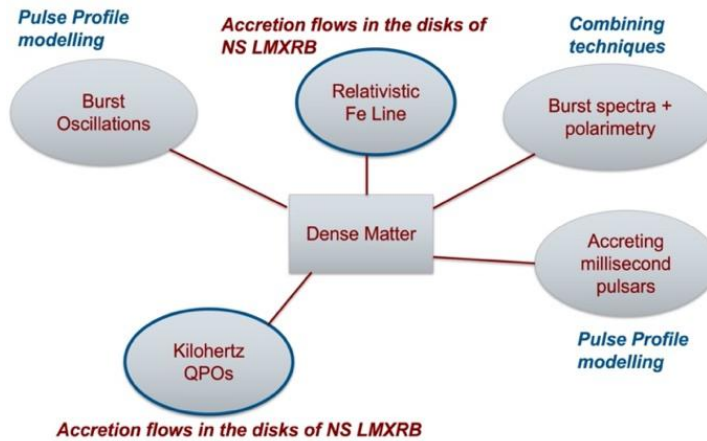 Pulse Profile
modelling
Burst
Oscillations
Accretion flows in the disks of
NS LMXRB
Relativistic
Fe Line
Combining
techniques
Burst spectra +
polarimetry
Dense Matter
Accreting
millisecond
pulsars
Pulse Profile
modelling
Kilohertz
QPOs
Accretion flows in the disks of NS LMXRB